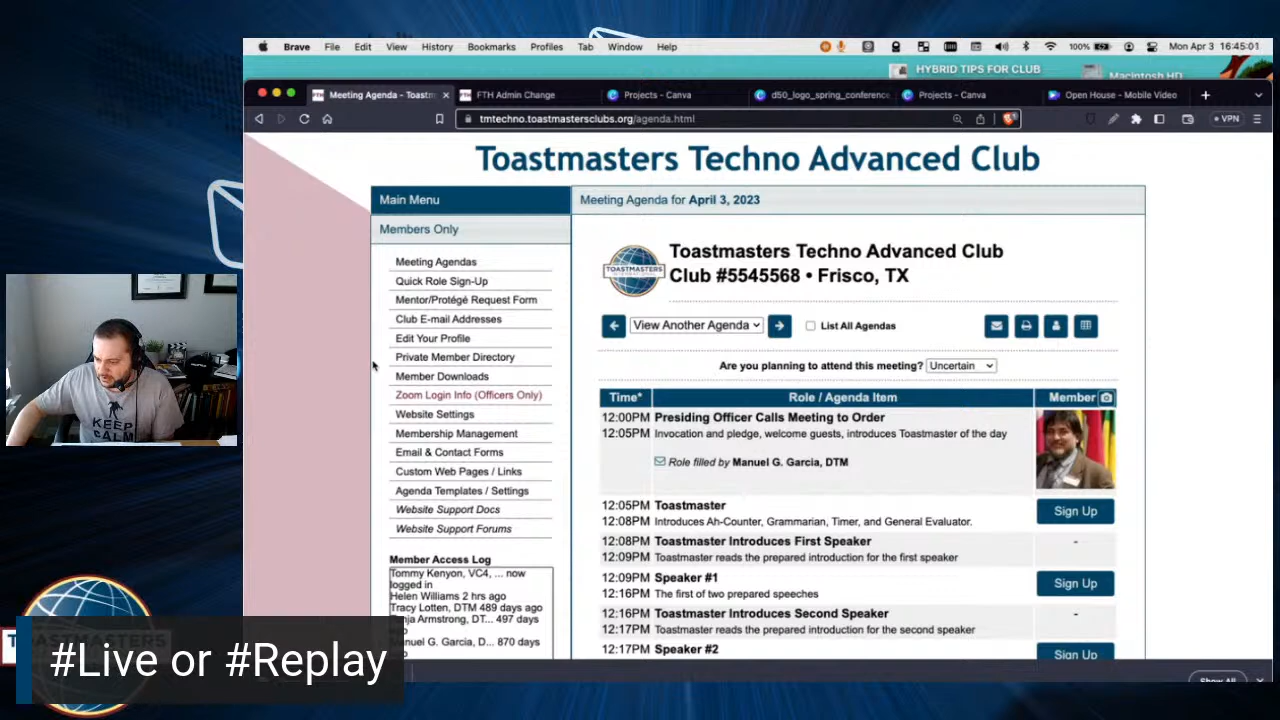 Brave File Edit View History Bookmarks Profiles Tab Window Help 100% Mon Apr 3 16:45:01
HYBRID TIPS FOR CLUB Macintosh HD
Meeting Agenda - Toastm FTH Admin Change Projects - Canva d50_logo_spring_conference Projects - Canva Open House - Mobile Video
tmtechno.toastmastersclubs.org/agenda.html VPN
Toastmasters Techno Advanced Club
Main Menu
Members Only
Meeting Agendas
Quick Role Sign-Up
Mentor/Protégé Request Form
Club E-mail Addresses
Edit Your Profile
Private Member Directory
Member Downloads
Zoom Login Info (Officers Only)
Website Settings
Membership Management
Email & Contact Forms
Custom Web Pages / Links
Agenda Templates / Settings
Website Support Docs
Website Support Forums
Member Access Log
Tommy Kenyon, VC4, ... now
logged in
Helen Williams 2 hrs ago
Tracy Lotten, DTM 489 days ago
Armstrong, DT... 497 days
Garcia, D... 870 days
Meeting Agenda for April 3, 2023
TOASTMASTERS
Toastmasters Techno Advanced Club
Club #5545568 • Frisco, TX
View Another Agenda List All Agendas
Are you planning to attend this meeting? Uncertain
Time* Role / Agenda Item Member
12:00PM Presiding Officer Calls Meeting to Order
12:05PM Invocation and pledge, welcome guests, introduces Toastmaster of the day
Role filled by Manuel G. Garcia, DTM
12:05PM Toastmaster Sign Up
12:08PM Introduces Ah-Counter, Grammarian, Timer, and General Evaluator.
12:08PM Toastmaster Introduces First Speaker -
12:09PM Toastmaster reads the prepared introduction for the first speaker
12:09PM Speaker #1 Sign Up
12:16PM The first of two prepared speeches
12:16PM Toastmaster Introduces Second Speaker -
12:17PM Toastmaster reads the prepared introduction for the second speaker
12:17PM Speaker #2 Sign Up
Show All
KEEP
CALM
#Live or #Replay